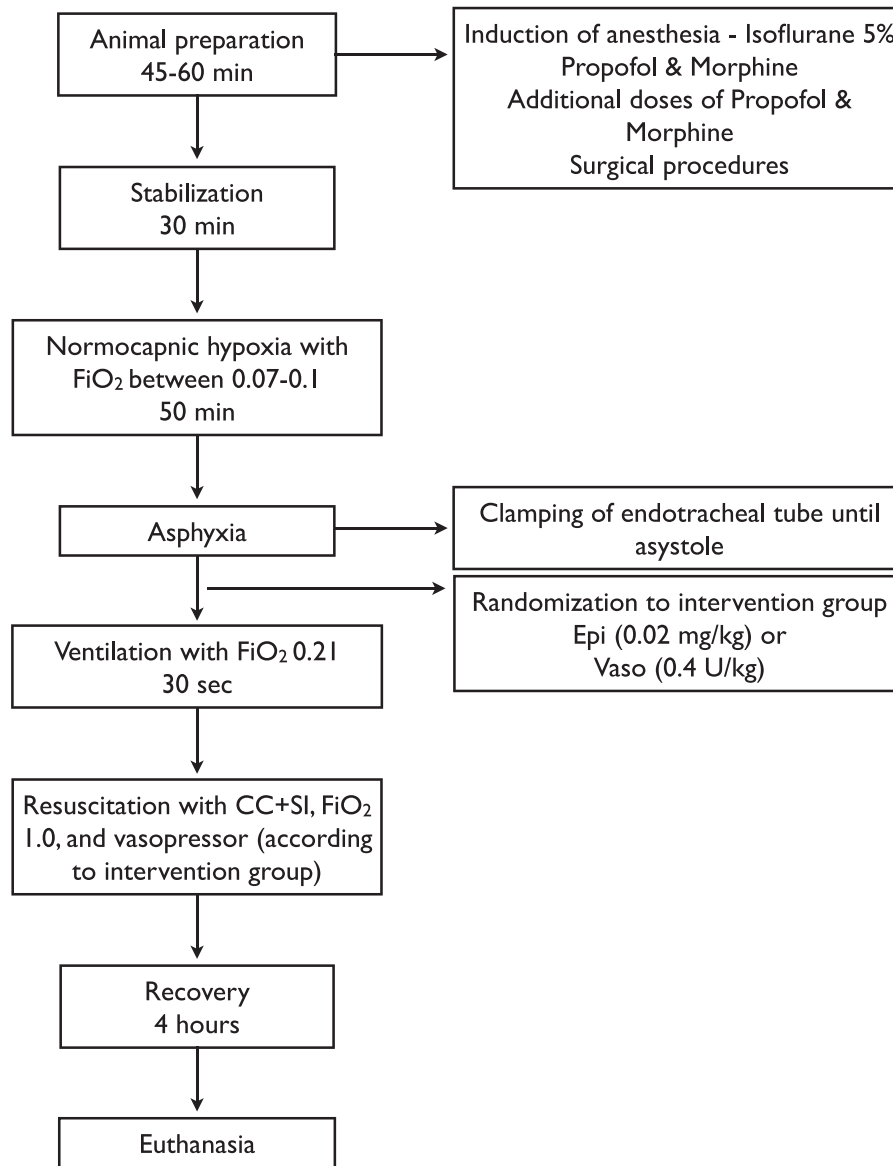 Animal preparation
45-60 min
Induction of anesthesia - Isoflurane 5%
Propofol & Morphine
Additional doses of Propofol &
Morphine
Surgical procedures
Stabilization
30 min
Normocapnic hypoxia with
FiO₂ between 0.07-0.1
50 min
Asphyxia
Clamping of endotracheal tube until
asystole
Randomization to intervention group
Epi (0.02 mg/kg) or
Vaso (0.4 U/kg)
Ventilation with FiO₂ 0.21
30 sec
Resuscitation with CC+SI, FiO₂
1.0, and vasopressor (according
to intervention group)
Recovery
4 hours
Euthanasia